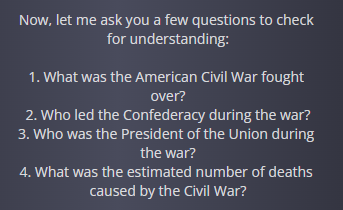 Now, let me ask you a few questions to check
for understanding:
1. What was the American Civil War fought
over?
2. Who led the Confederacy during the war?
3. Who was the President of the Union during
the war?
4. What was the estimated number of deaths
caused by the Civil War?